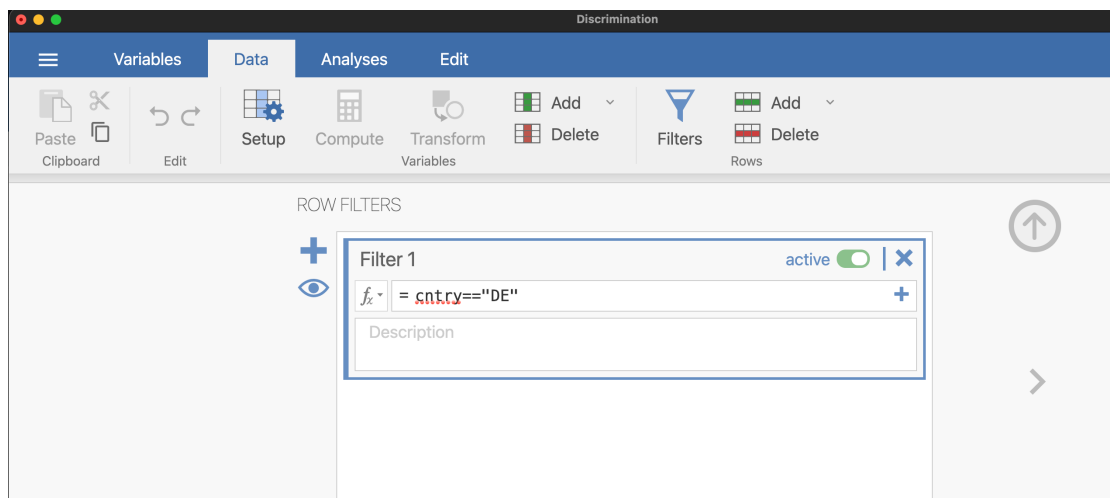 Discrimination
Variables Data Analyses Edit
Paste Setup Compute Transform Add Delete Filters Add Delete
Clipboard Edit Variables Rows
ROW FILTERS
Filter 1 active
fx = cntry=="DE"
Description